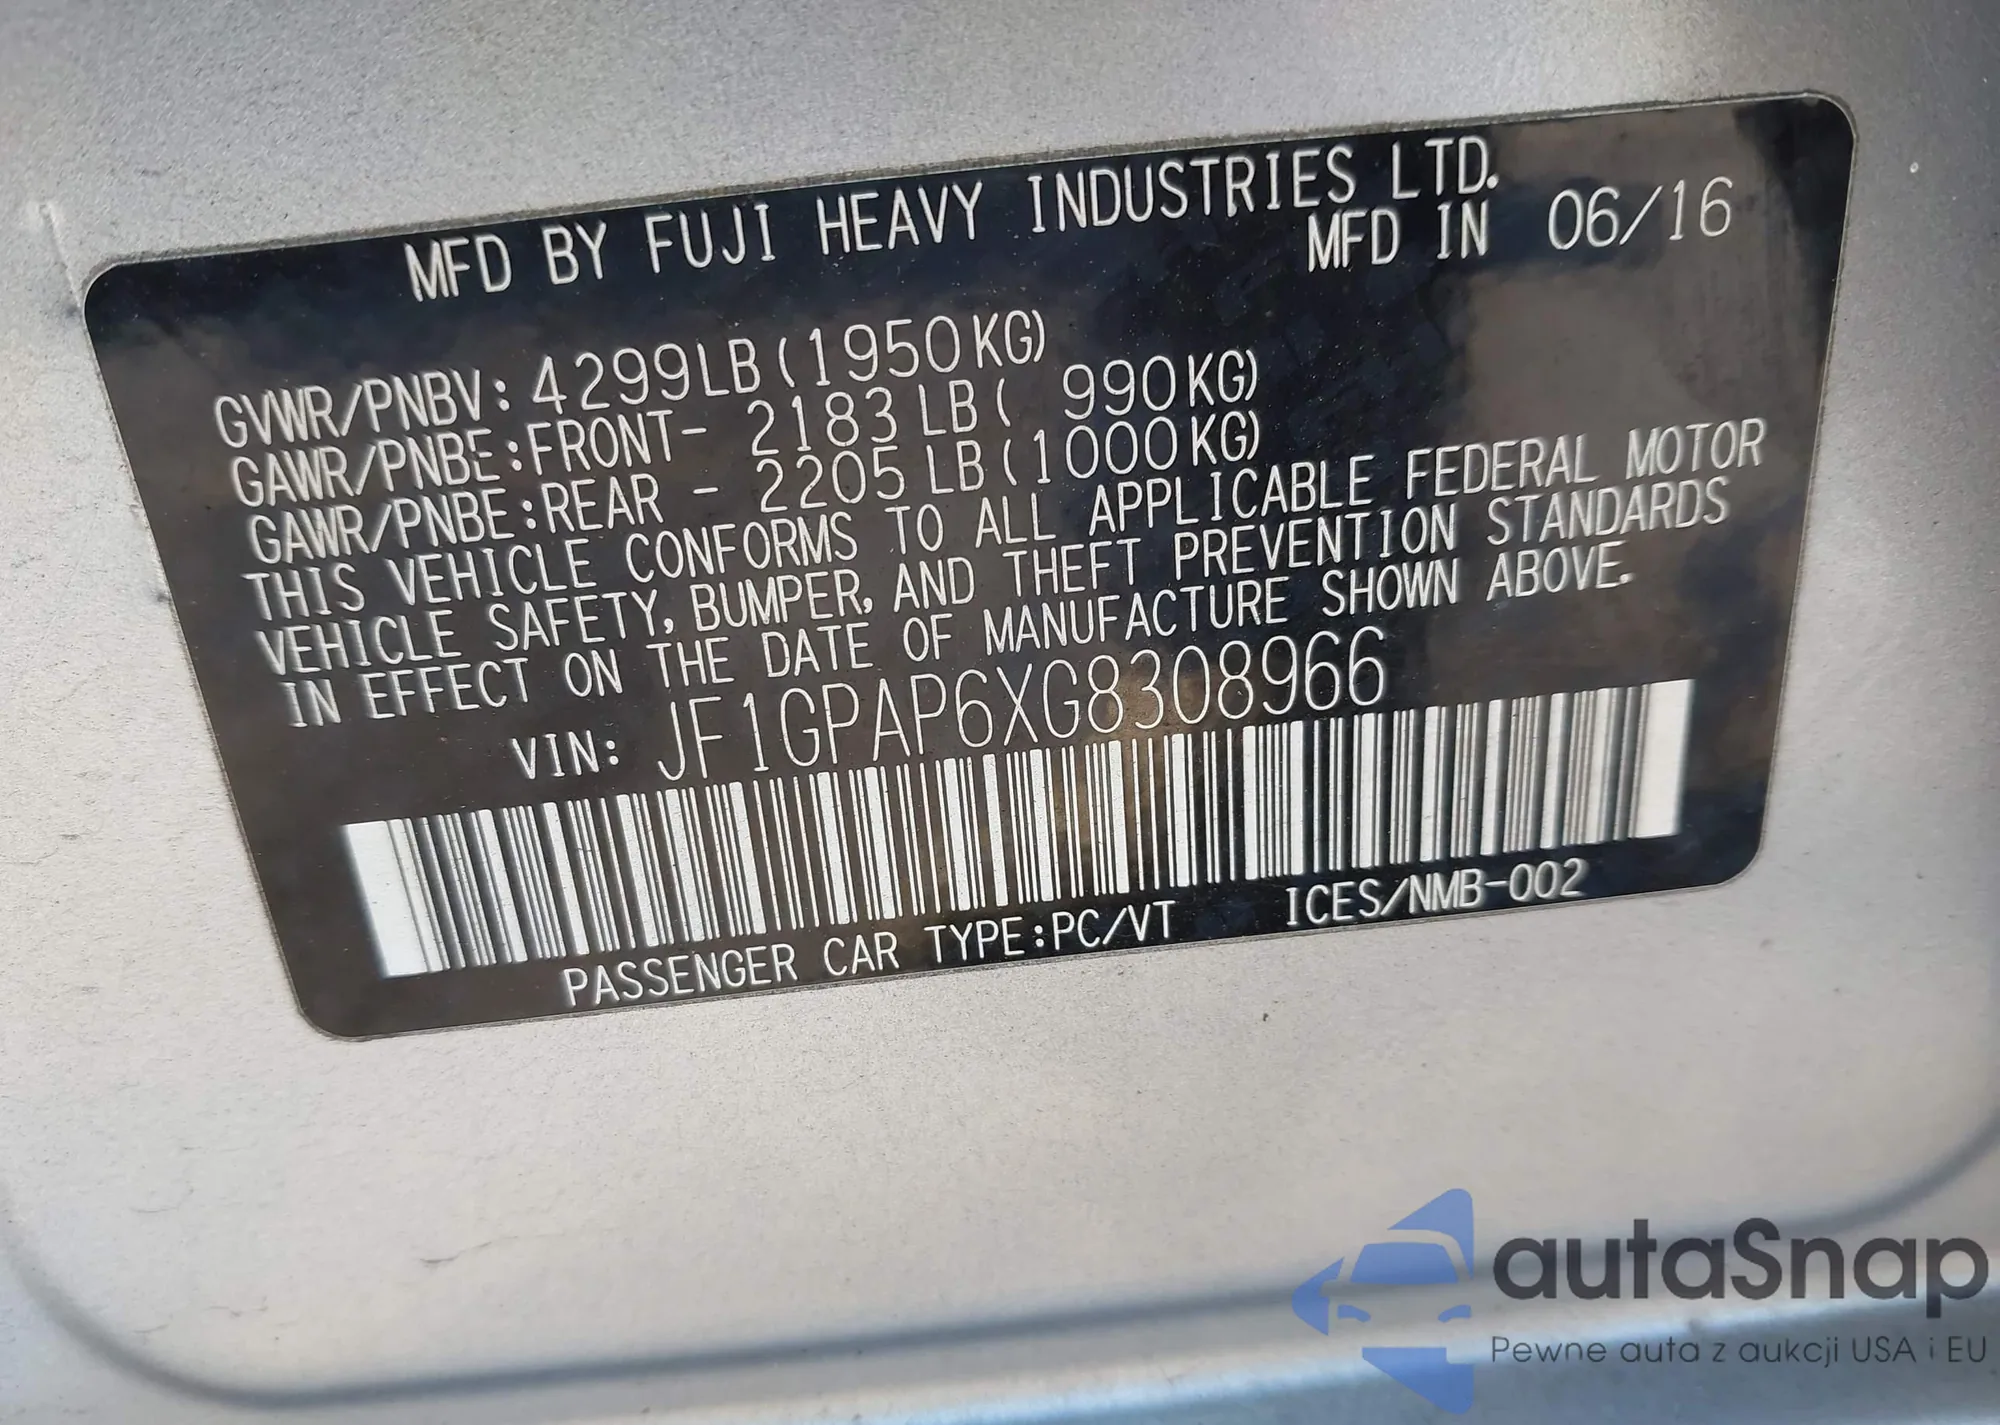 MFD BY FUJI HEAVY INDUSTRIES LTD.
MFD IN 06/16
GVWR/PNBV: 4299LB(1950KG)
GAWR/PNBE:FRONT- 2183LB( 990KG)
GAWR/PNBE:REAR - 2205LB(1000KG)
THIS VEHICLE CONFORMS TO ALL APPLICABLE FEDERAL MOTOR
VEHICLE SAFETY, BUMPER, AND THEFT PREVENTION STANDARDS
IN EFFECT ON THE DATE OF MANUFACTURE SHOWN ABOVE.
VIN: JF1GPAP6XG8308966
PASSENGER CAR TYPE:PC/VT ICES/NMB-002
autaSnap
Pewne auta z aukcji USA i EU